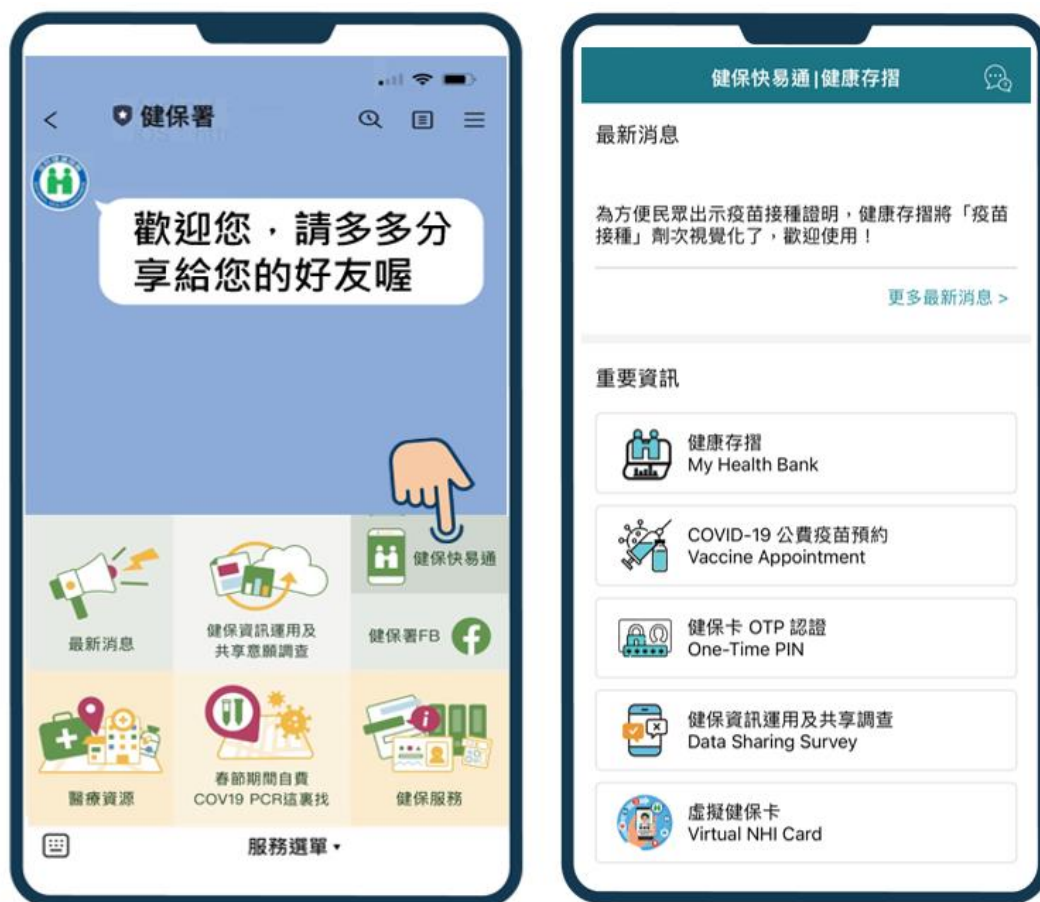 健保署
歡迎您，請多多分
享給您的好友喔
健保快易通
最新消息
健保資訊運用及
共享意願調查
健保署FB
醫療資源
春節期間自費
COV19 PCR這裏找
健保服務
服務選單
健保快易通|健康存摺
最新消息
為方便民眾出示疫苗接種證明，健康存摺將「疫苗
接種」劑次視覺化了，歡迎使用！
更多最新消息 >
重要資訊
健康存摺
My Health Bank
COVID-19 公費疫苗預約
Vaccine Appointment
健保卡 OTP 認證
One-Time PIN
健保資訊運用及共享調查
Data Sharing Survey
虛擬健保卡
Virtual NHI Card